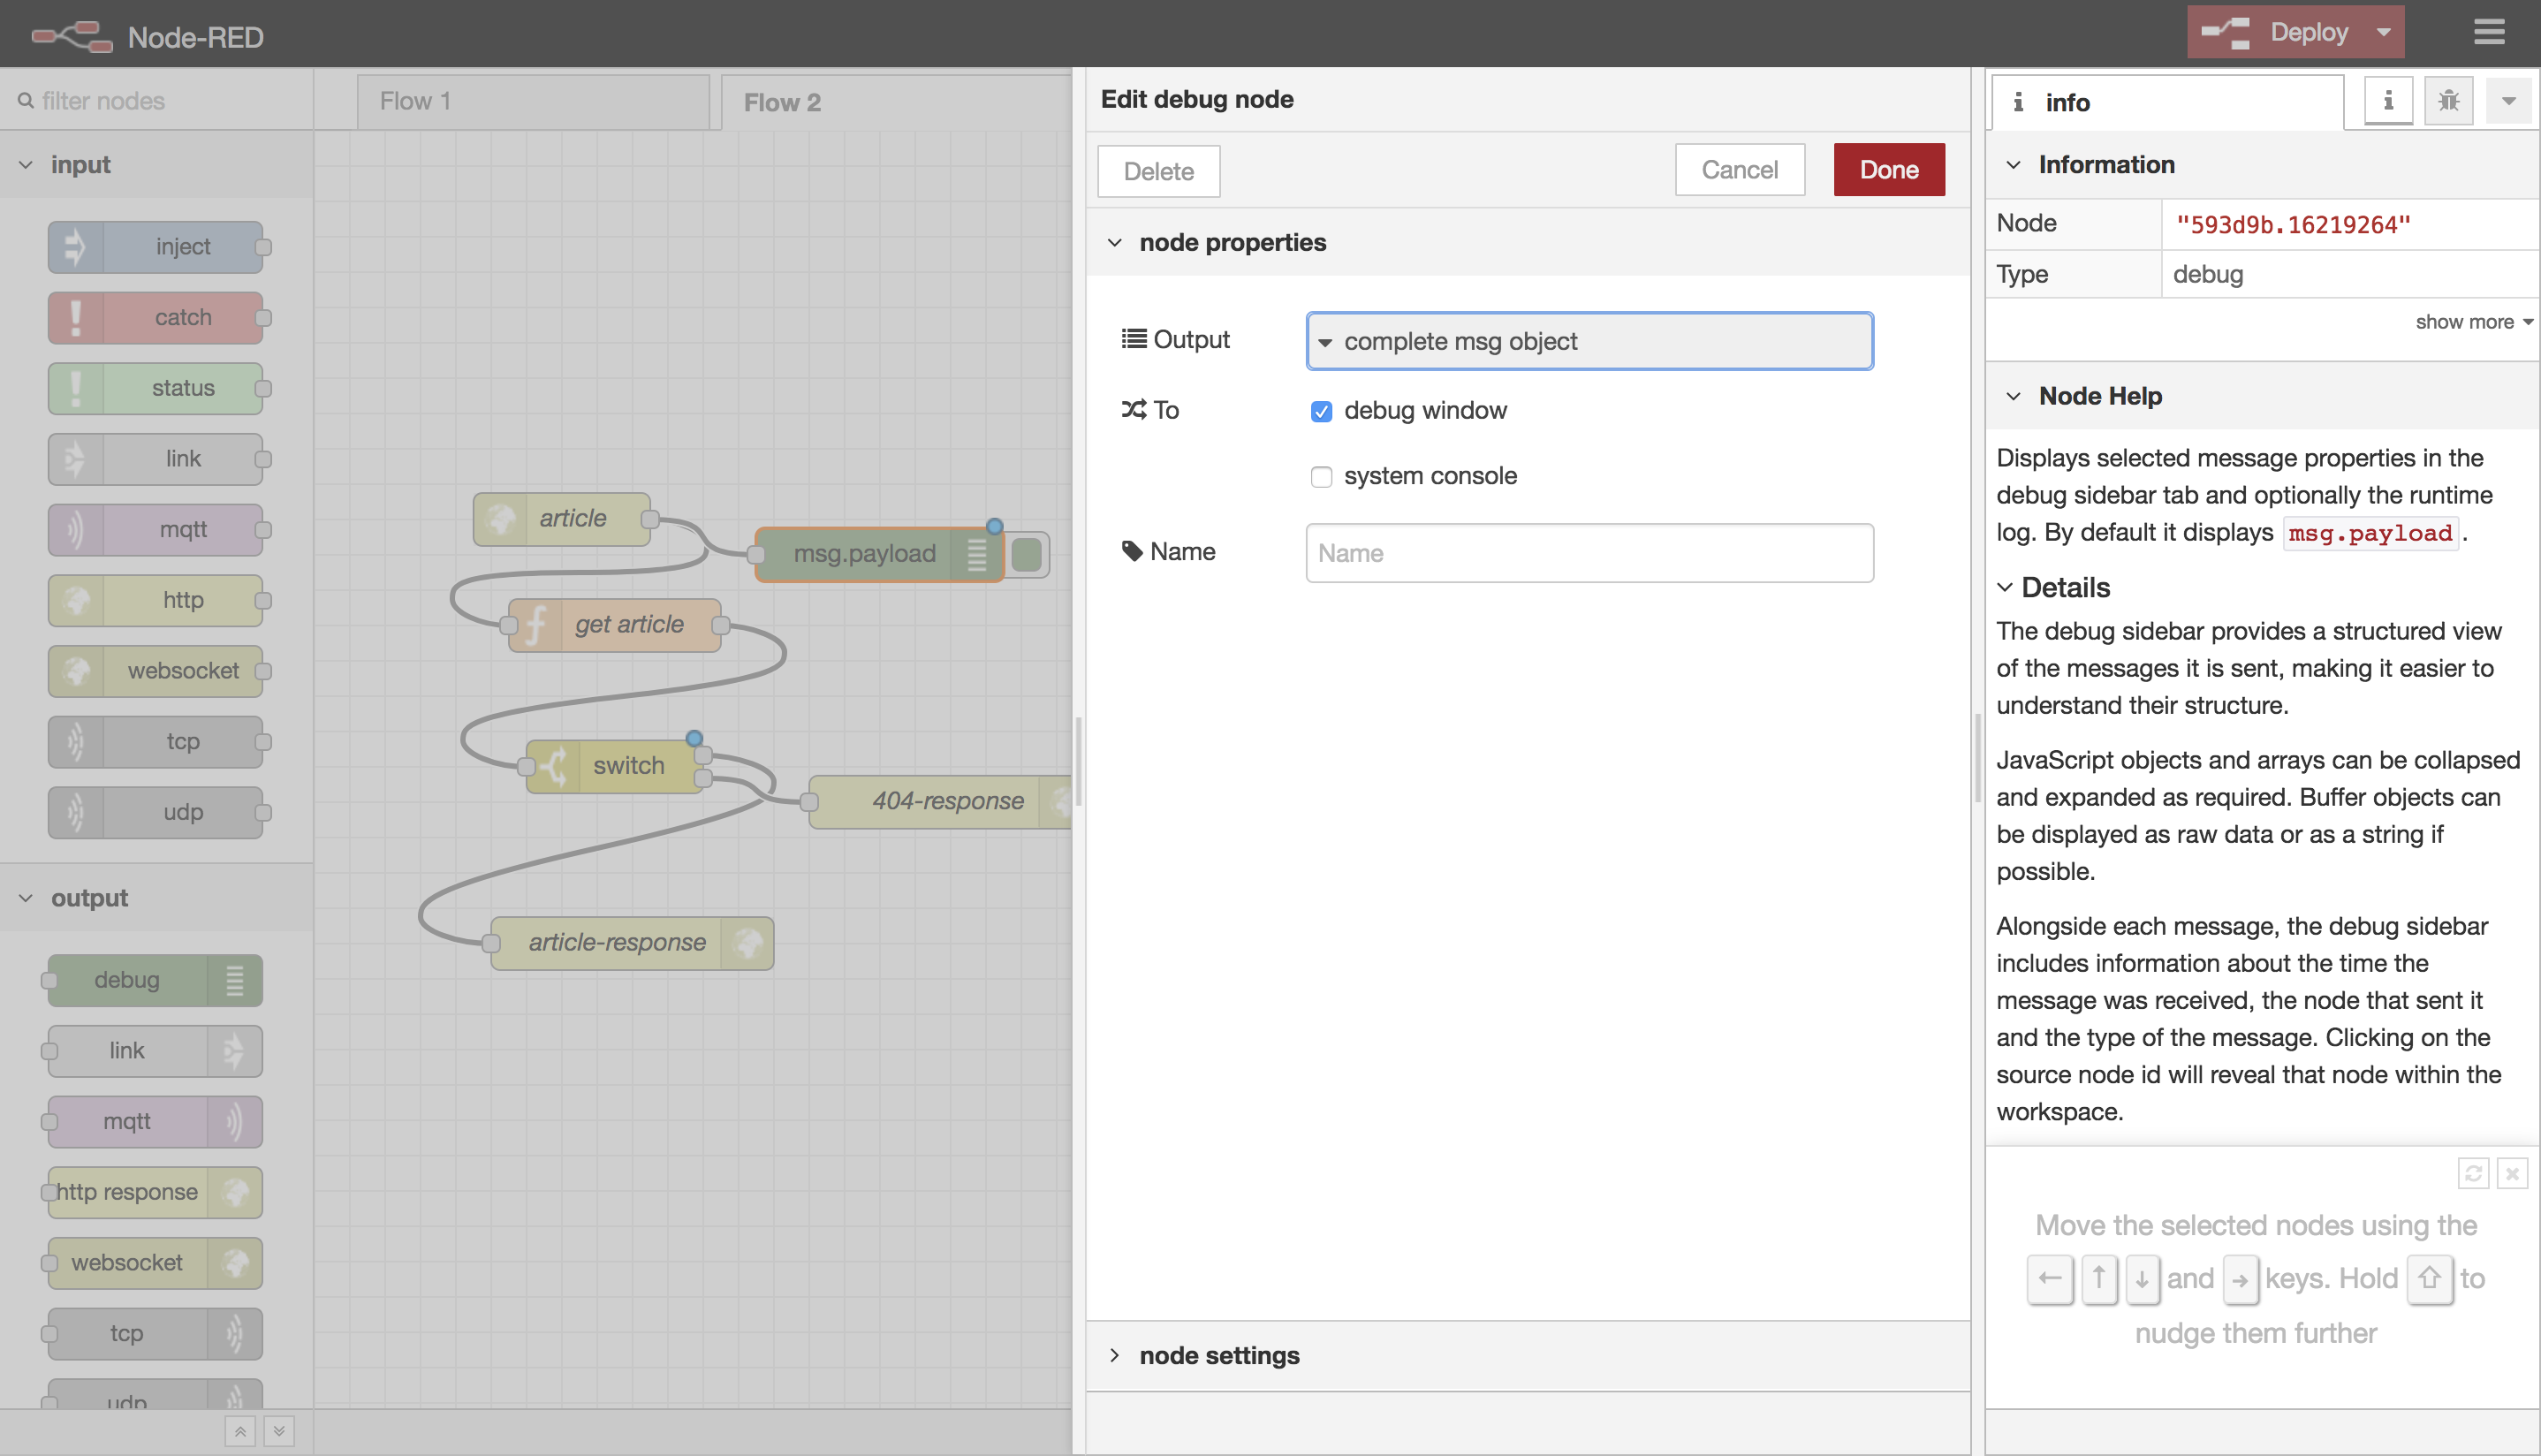 Node-RED
Deploy
filter nodes
input
inject
catch
status
link
mqtt
http
websocket
tcp
udp
output
debug
link
mqtt
http response
websocket
tcp
udp
Flow 1
Flow 2
article
msg.payload
get article
switch
404-response
article-response
Edit debug node
Delete
Cancel
Done
node properties
Output
complete msg object
To
debug window
system console
Name
Name
node settings
info
Information
Node "593d9b.16219264"
Type debug
show more
Node Help
Displays selected message properties in the
debug sidebar tab and optionally the runtime
log. By default it displays msg.payload.
Details
The debug sidebar provides a structured view
of the messages it is sent, making it easier to
understand their structure.
JavaScript objects and arrays can be collapsed
and expanded as required. Buffer objects can
be displayed as raw data or as a string if
possible.
Alongside each message, the debug sidebar
includes information about the time the
message was received, the node that sent it
and the type of the message. Clicking on the
source node id will reveal that node within the
workspace.
Move the selected nodes using the
← ↑ ↓ and → keys. Hold ⇧ to
nudge them further